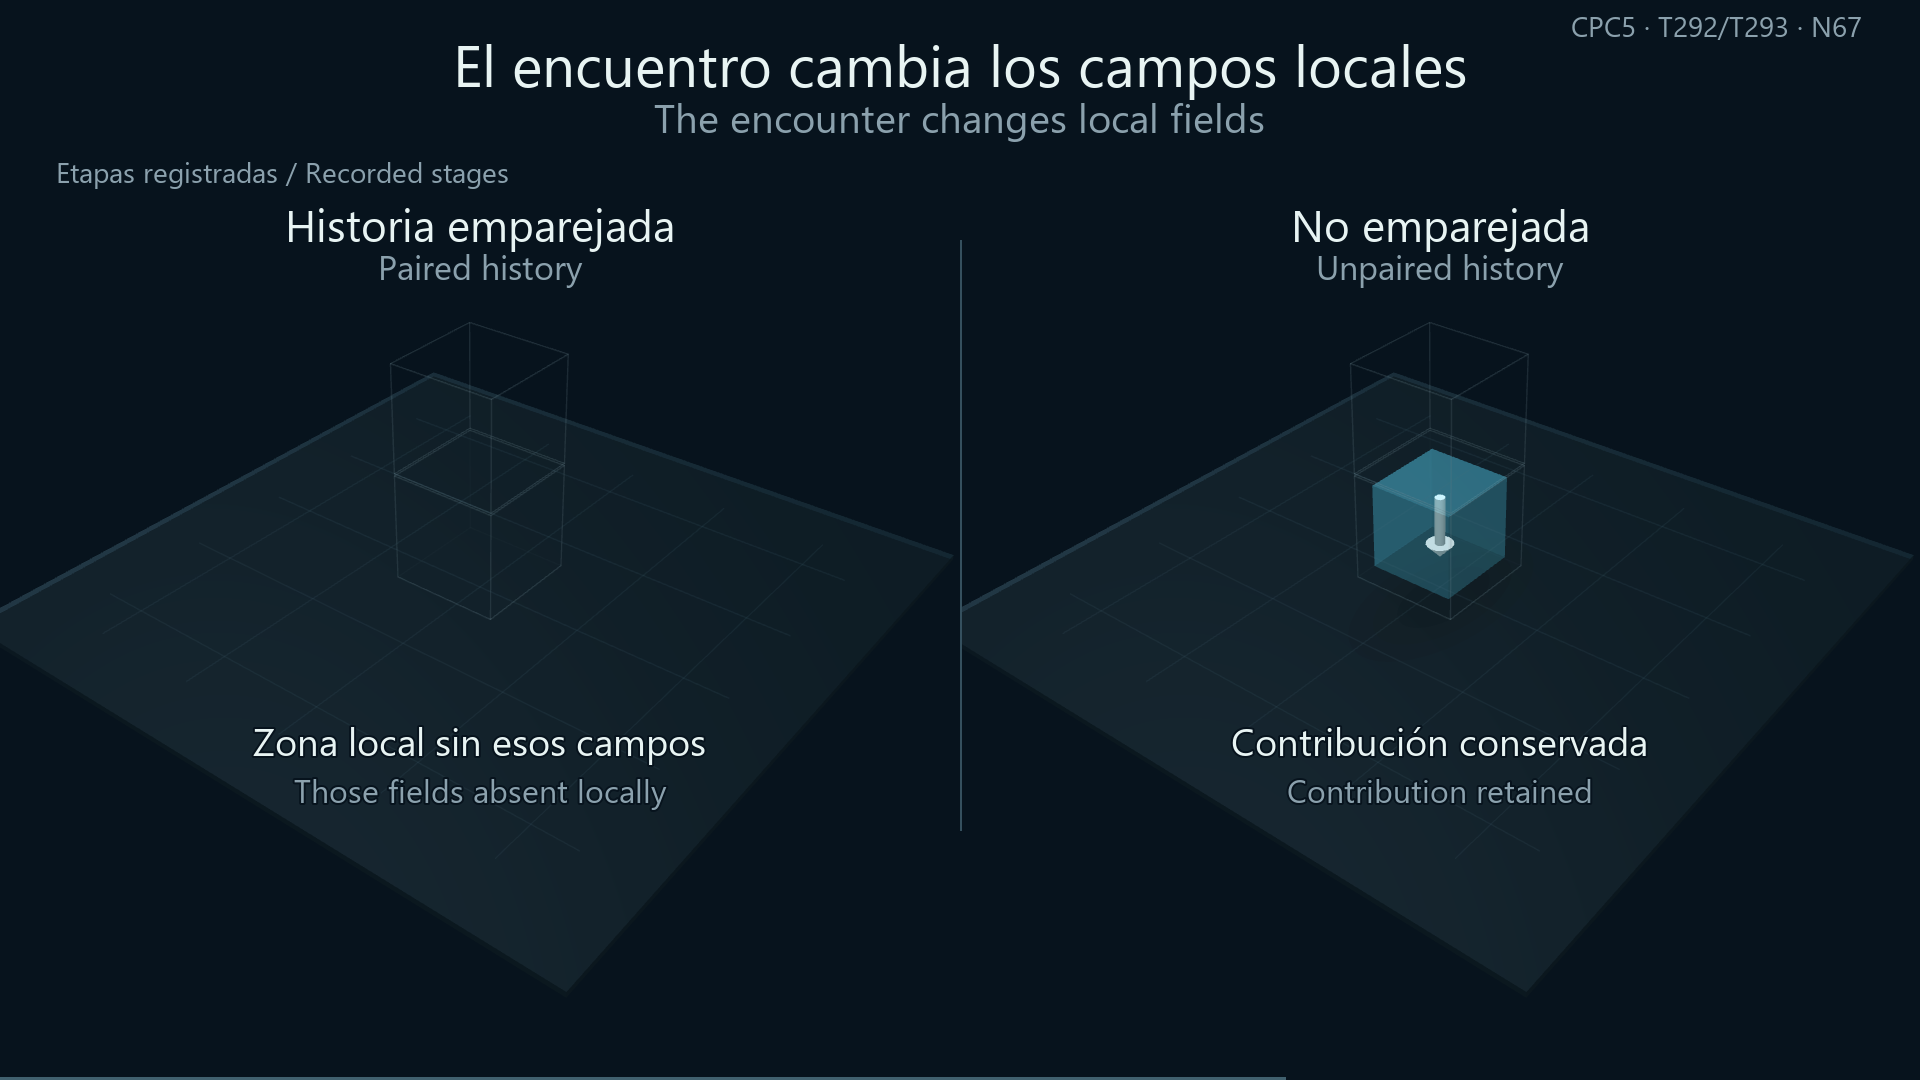 CPC5 · T292/T293 · N67
El encuentro cambia los campos locales
The encounter changes local fields
Etapas registradas / Recorded stages
Historia emparejada
Paired history
No emparejada
Unpaired history
Zona local sin esos campos
Those fields absent locally
Contribución conservada
Contribution retained